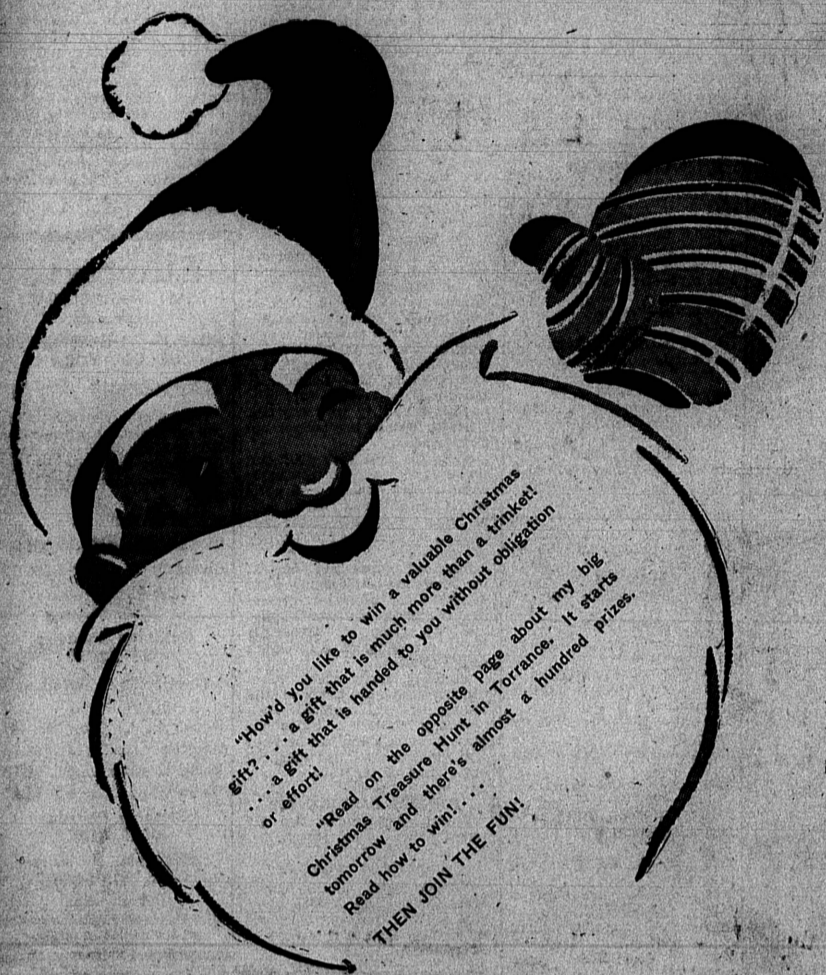 "How'd you like to win a valuable Christmas
gift? . . . a gift that is much more than a trinket!
. . . a gift that is handed to you without obligation
or effort!
"Read on the opposite page about my big
Christmas Treasure Hunt in Torrance. It starts
tomorrow and there's almost a hundred prizes.
Read how to win! . . .
THEN JOIN THE FUN!